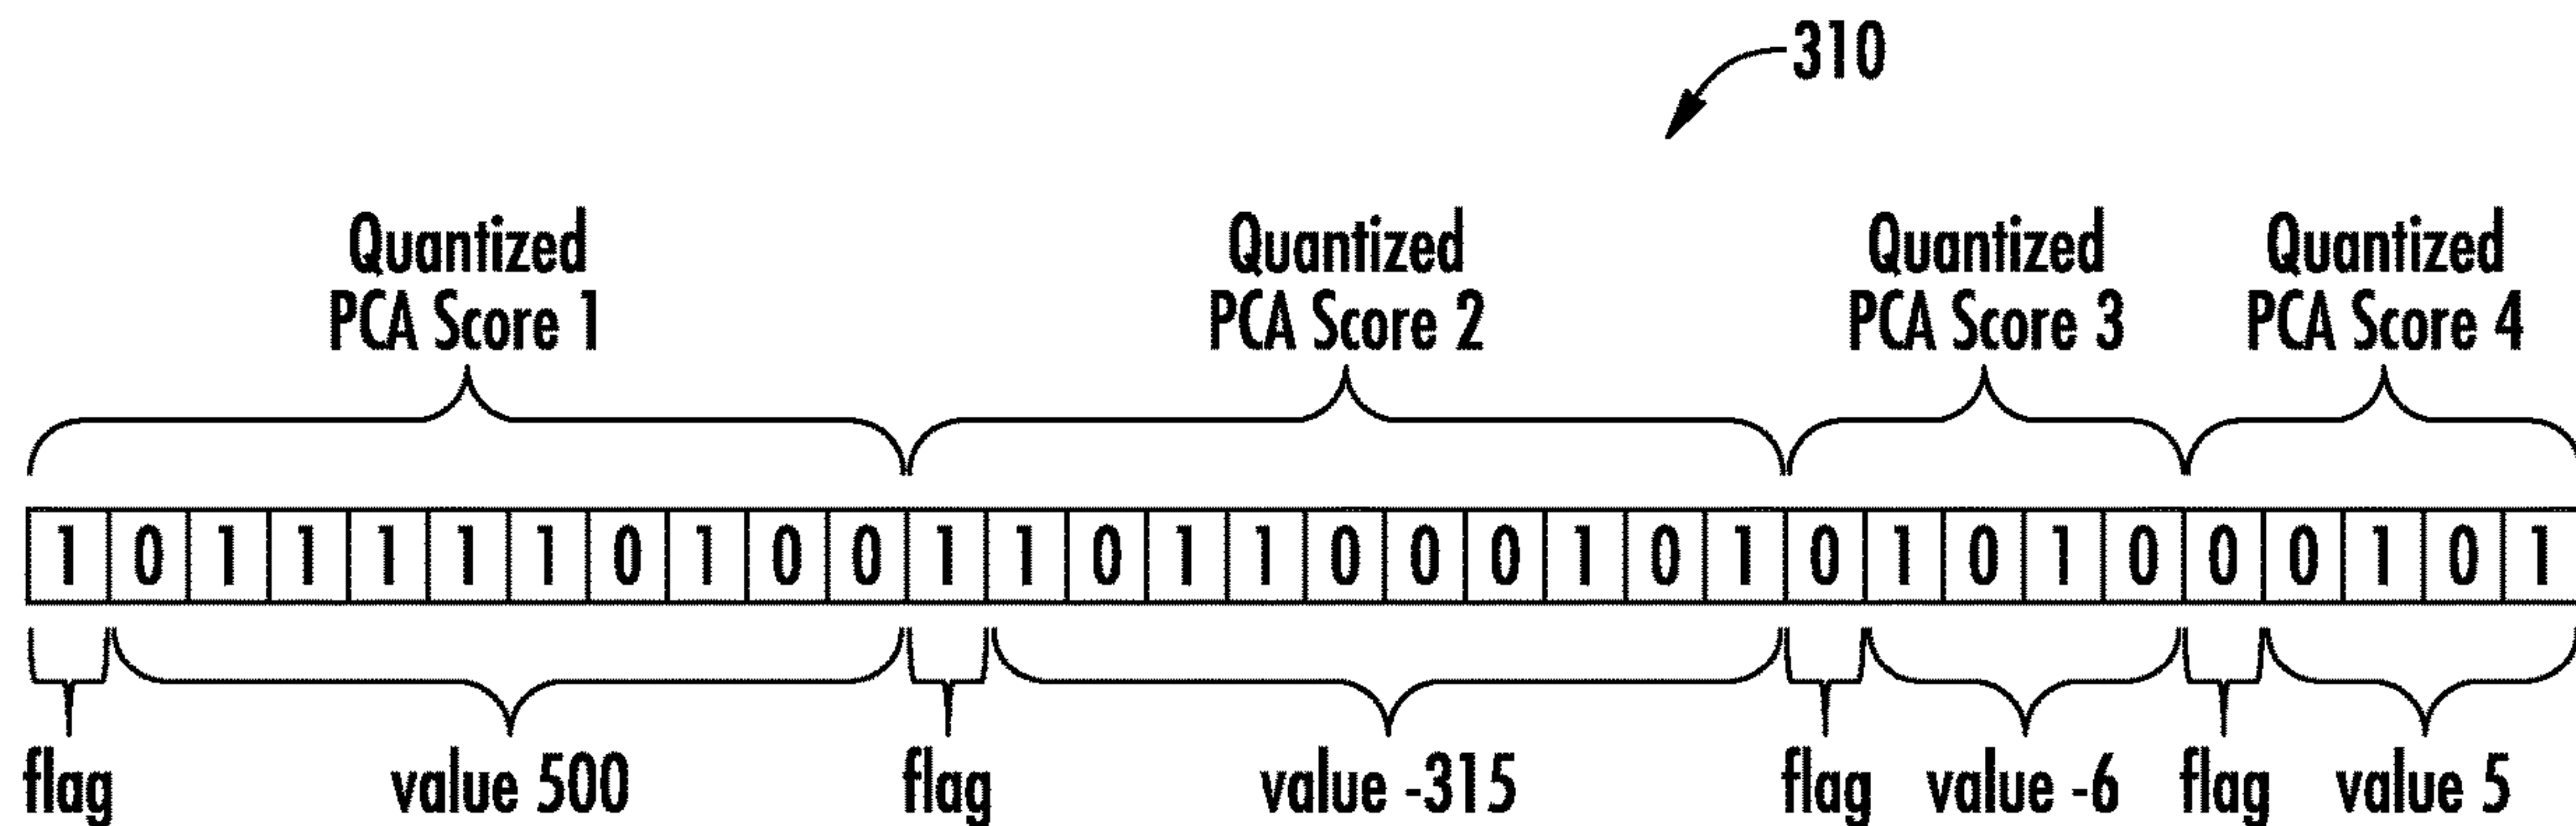 310
Quantized
PCA Score 1
Quantized
PCA Score 2
Quantized
PCA Score 3
Quantized
PCA Score 4
1 0 1 1 1 1 1 0 1 0 0 1 1 0 1 1 0 0 0 1 0 1 0 1 0 1 0 0 0 1 0 1
flag value 500 flag value -315 flag value -6 flag value 5